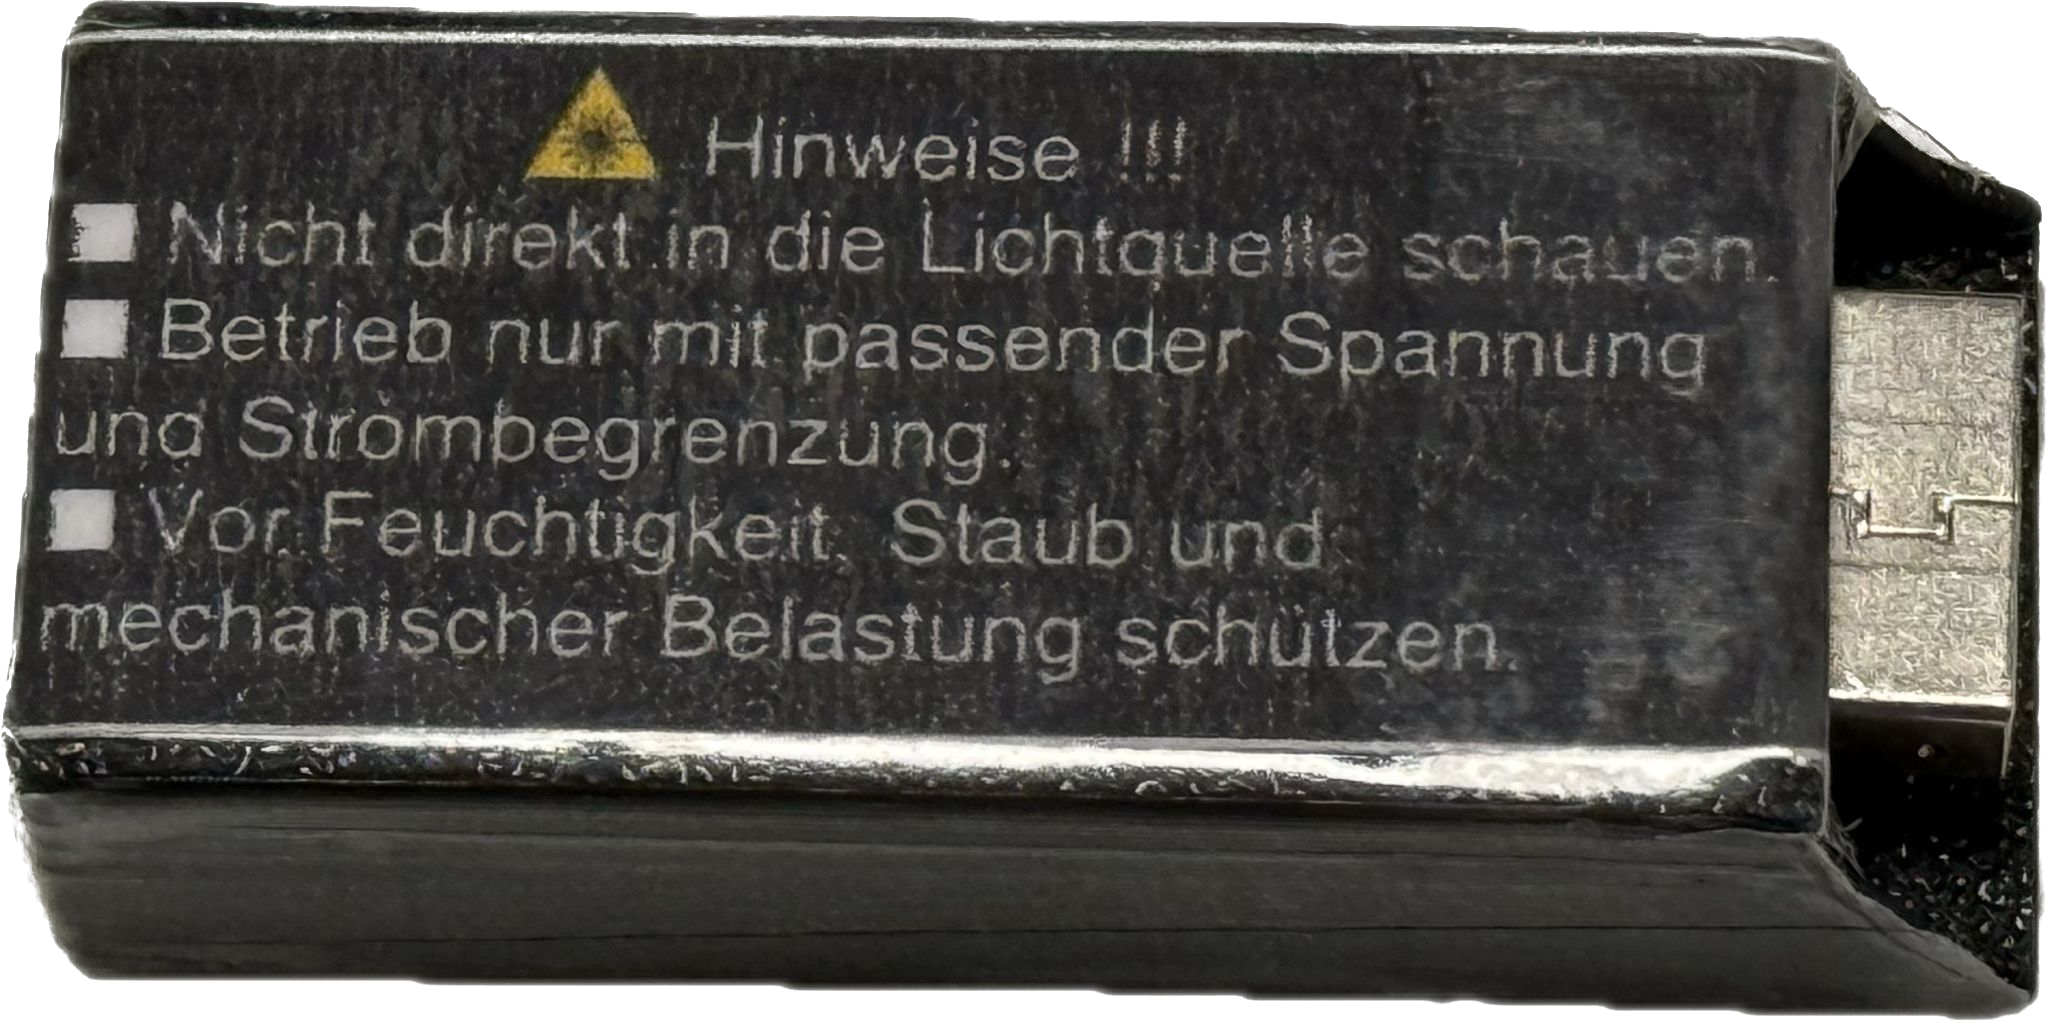 Hinweise !!!
Nicht direkt in die Lichtquelle schauen.
Betrieb nur mit passender Spannung
und Strombegrenzung.
Vor Feuchtigkeit, Staub und
mechanischer Belastung schützen.